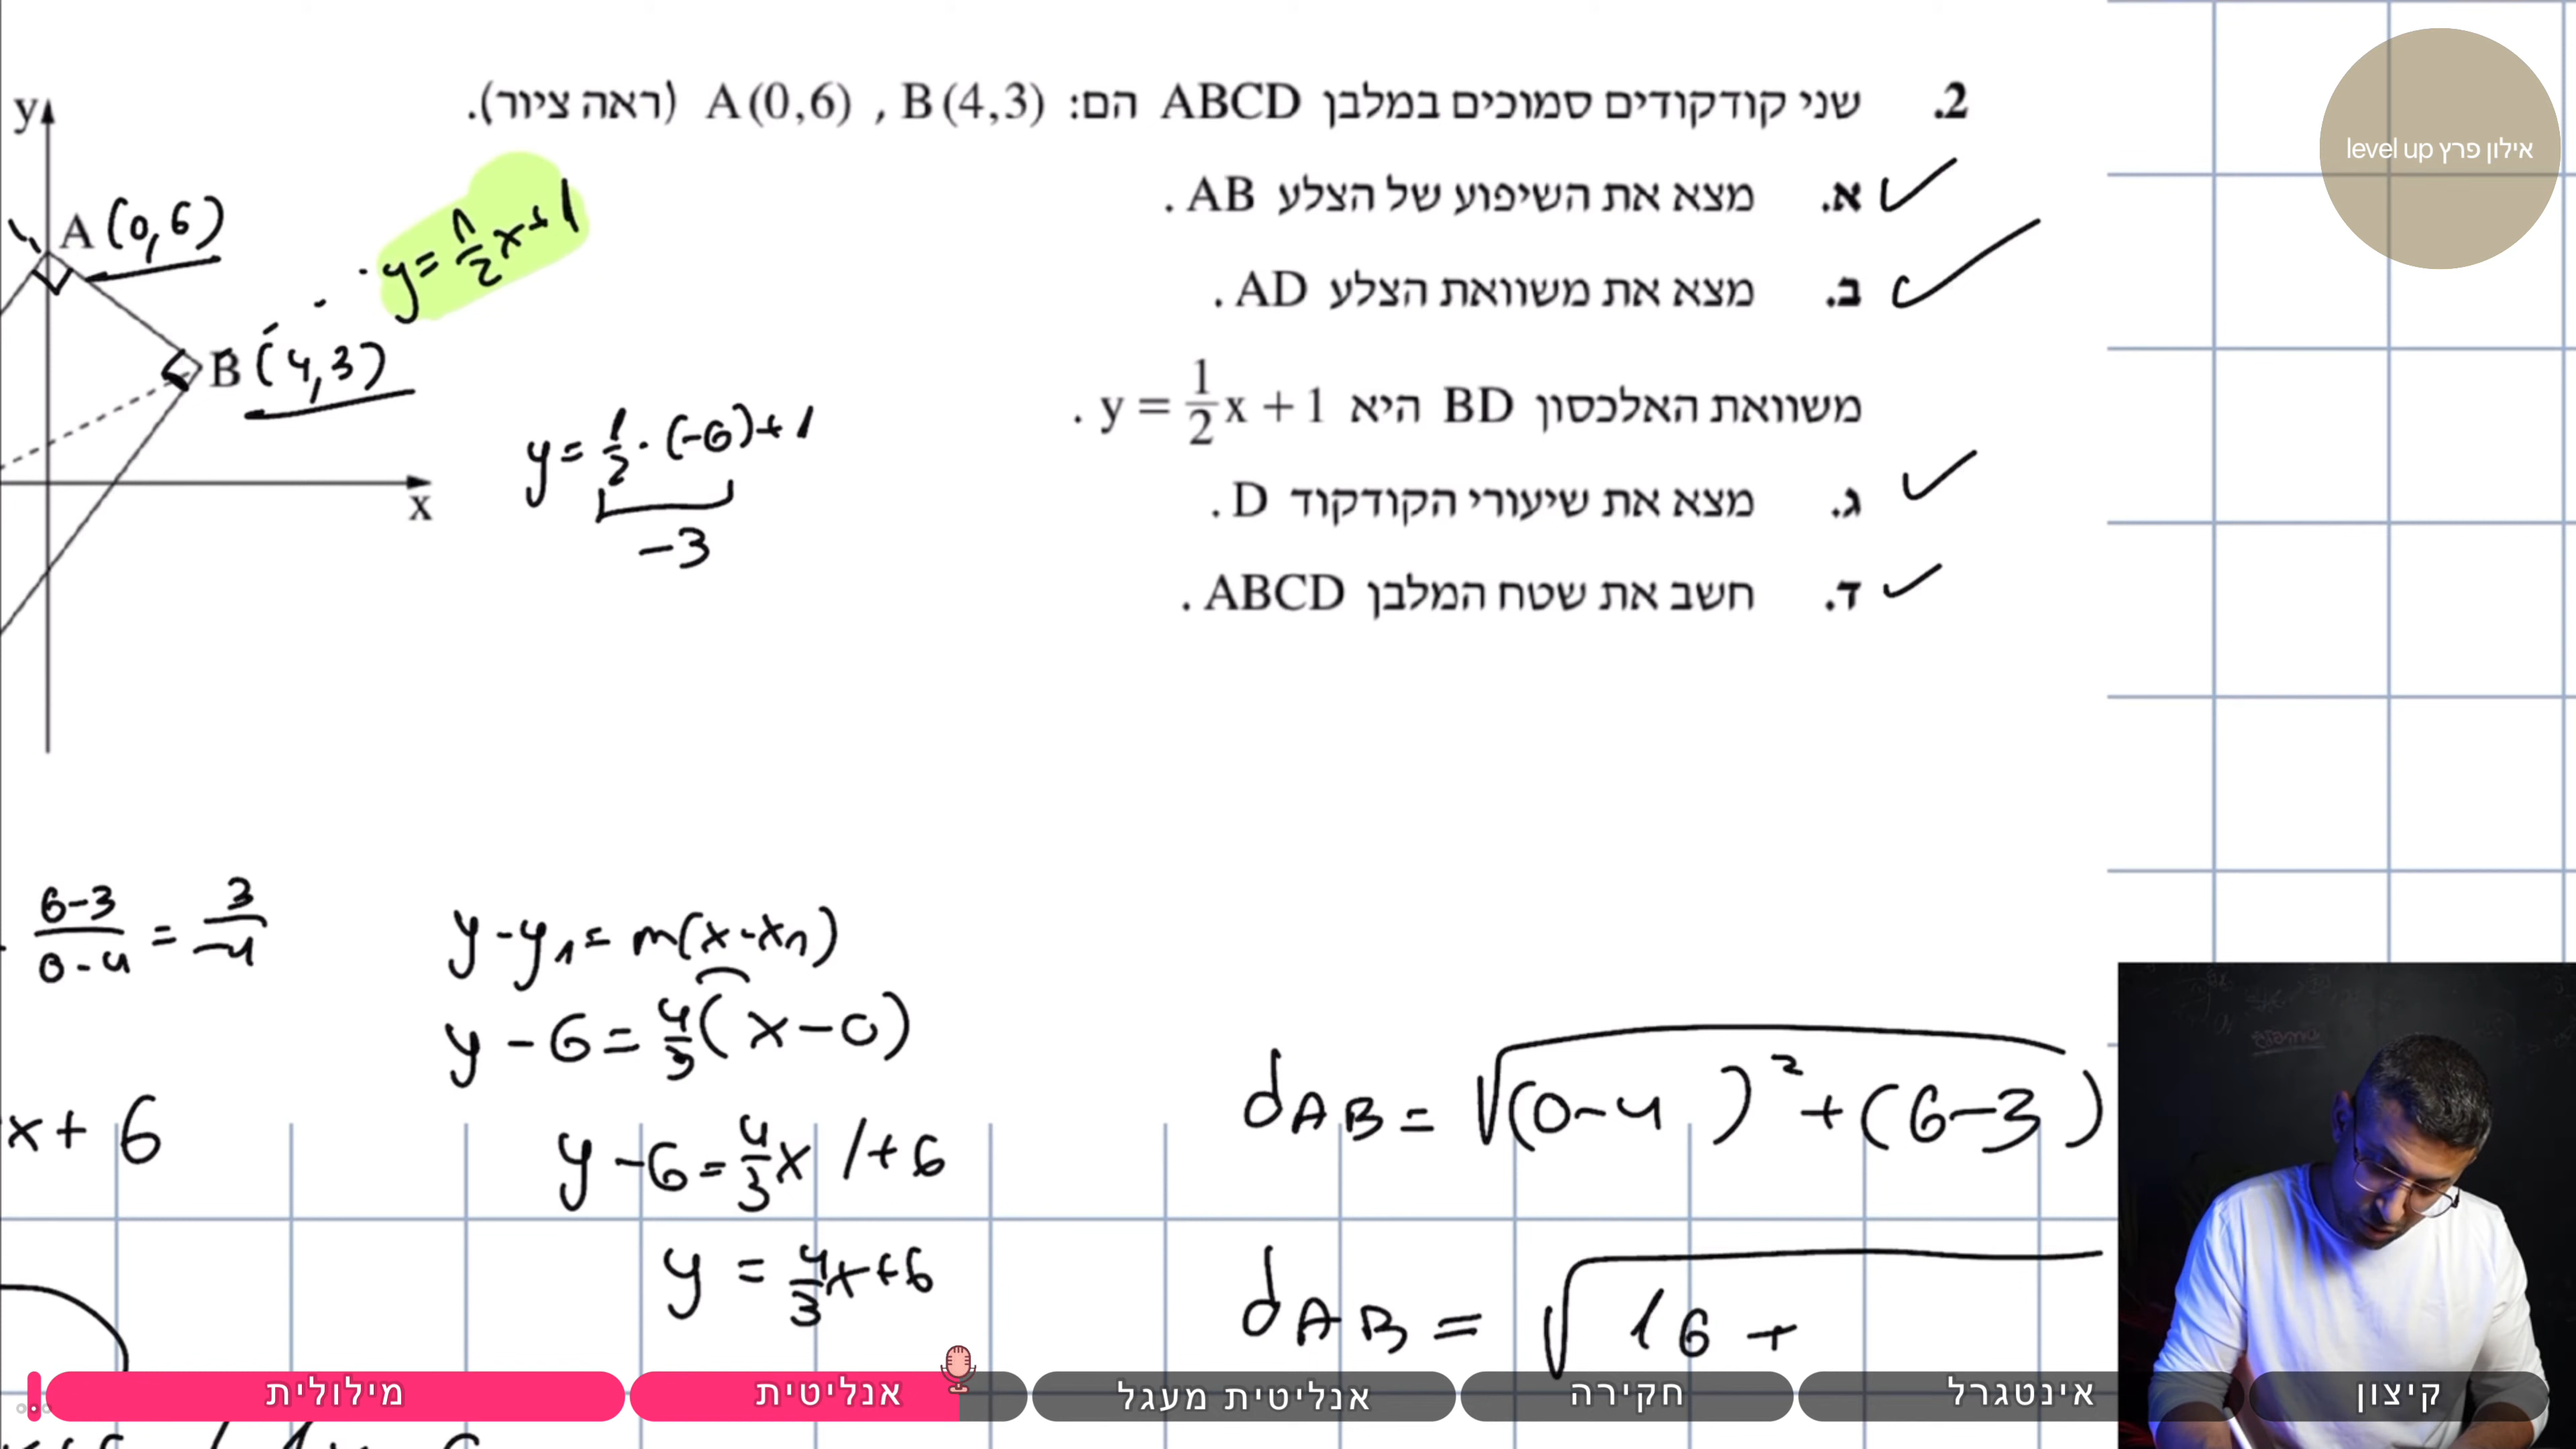 2. שני קודקודים סמוכים במלבן ABCD הם: A(0,6) , B(4,3) (ראה ציור).
א. מצא את השיפוע של הצלע AB .
ב. מצא את משוואת הצלע AD .
משוואת האלכסון BD היא y = 1/2 x + 1 .
ג. מצא את שיעורי הקודקוד D .
ד. חשב את שטח המלבן ABCD .
level up אילון פרץ
y
A (0,6)
y = 1/2 x + 1
B (4,3)
x
y = 1/2 · (-6) + 1
-3
6-3/0-4 = 3/-4
x + 6
y - y1 = m(x - x1)
y - 6 = 4/3 (x - 0)
y - 6 = 4/3 x /+6
y = 4/3 x + 6
dAB = √(0-4)² + (6-3)
dAB = √16 +
מילולית
אנליטית
אנליטית מעגל
חקירה
אינטגרל
קיצון